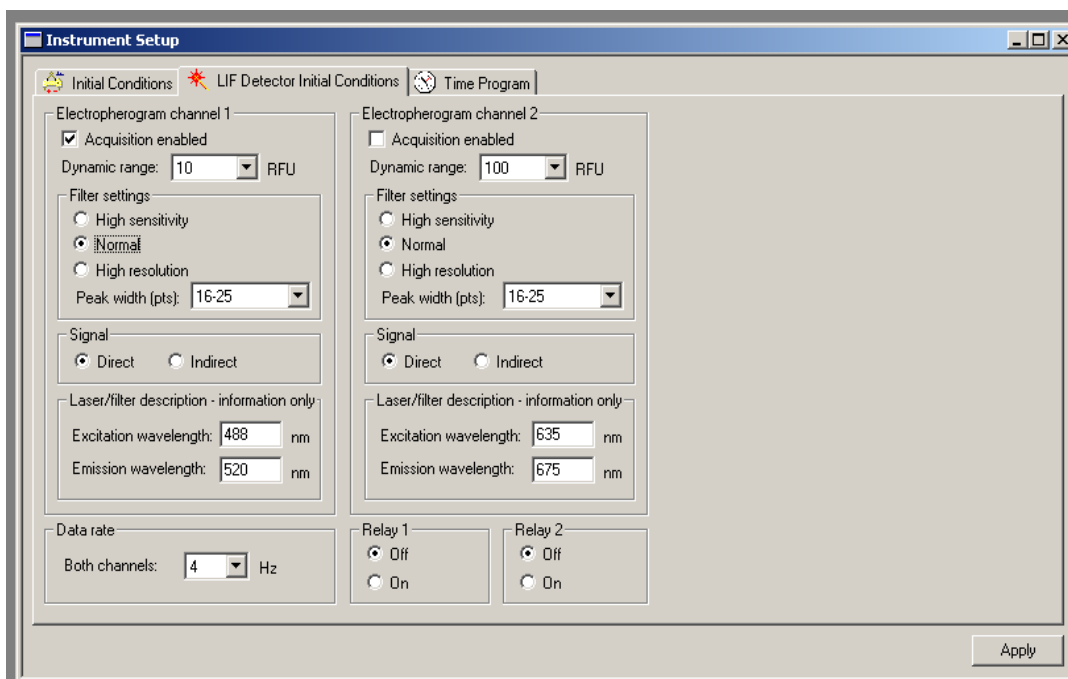 Instrument Setup
Initial Conditions
LIF Detector Initial Conditions
Time Program
Electropherogram channel 1
Acquisition enabled
Dynamic range: 10 RFU
Filter settings
High sensitivity
Normal
High resolution
Peak width (pts): 16-25
Signal
Direct Indirect
Laser/filter description - information only
Excitation wavelength: 488 nm
Emission wavelength: 520 nm
Electropherogram channel 2
Acquisition enabled
Dynamic range: 100 RFU
Filter settings
High sensitivity
Normal
High resolution
Peak width (pts): 16-25
Signal
Direct Indirect
Laser/filter description - information only
Excitation wavelength: 635 nm
Emission wavelength: 675 nm
Data rate
Both channels: 4 Hz
Relay 1
Off
On
Relay 2
Off
On
Apply